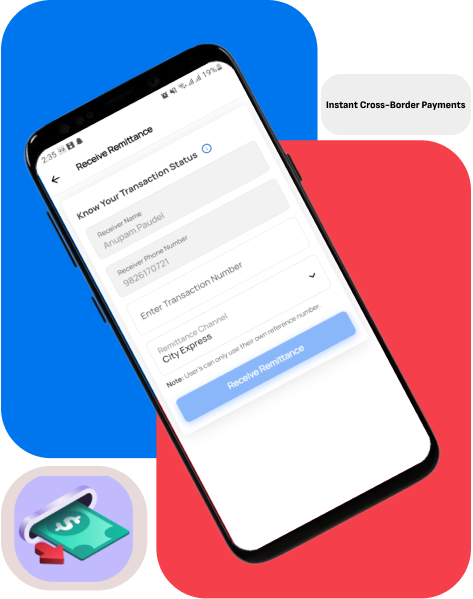 Instant Cross-Border Payments
2:35
19%
Receive Remittance
Know Your Transaction Status
Receiver Name
Anupam Paudel
Receiver Phone Number
9826170721
Enter Transaction Number
Remittance Channel
City Express
Note: User's can only use their own reference number.
Receive Remittance
$